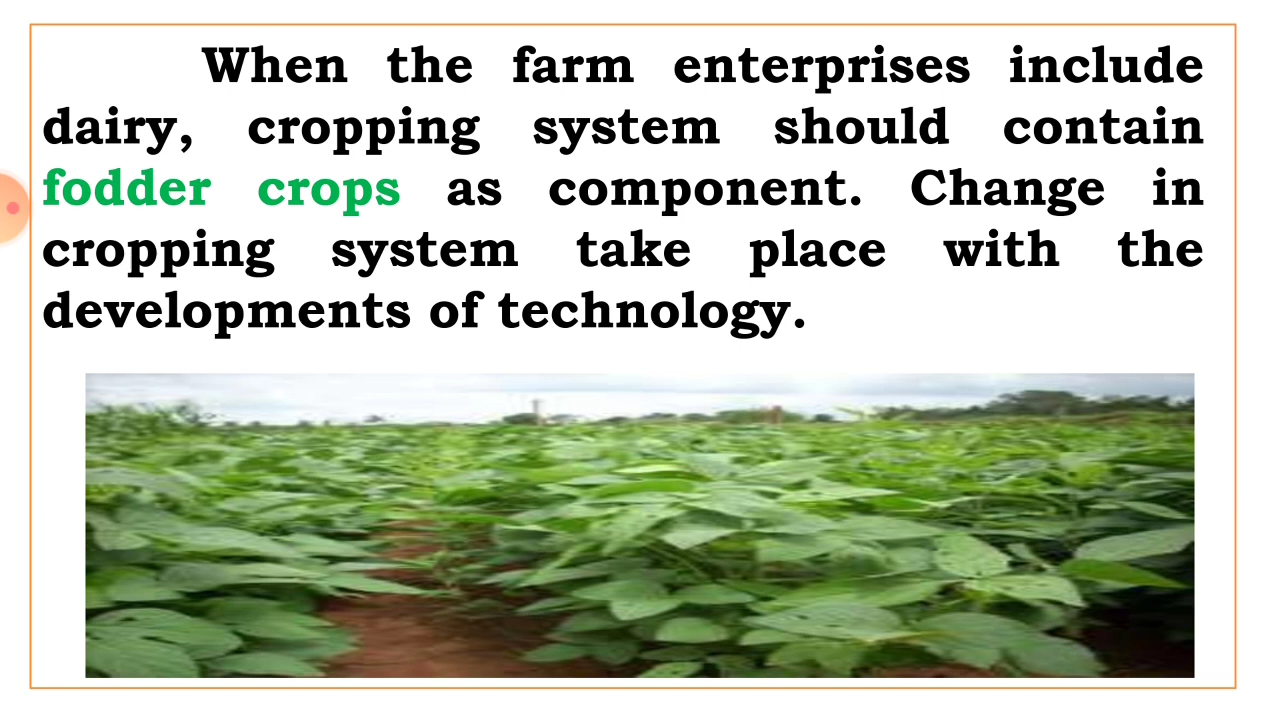 When the farm enterprises include
dairy, cropping system should contain
fodder crops as component. Change in
cropping system take place with the
developments of technology.